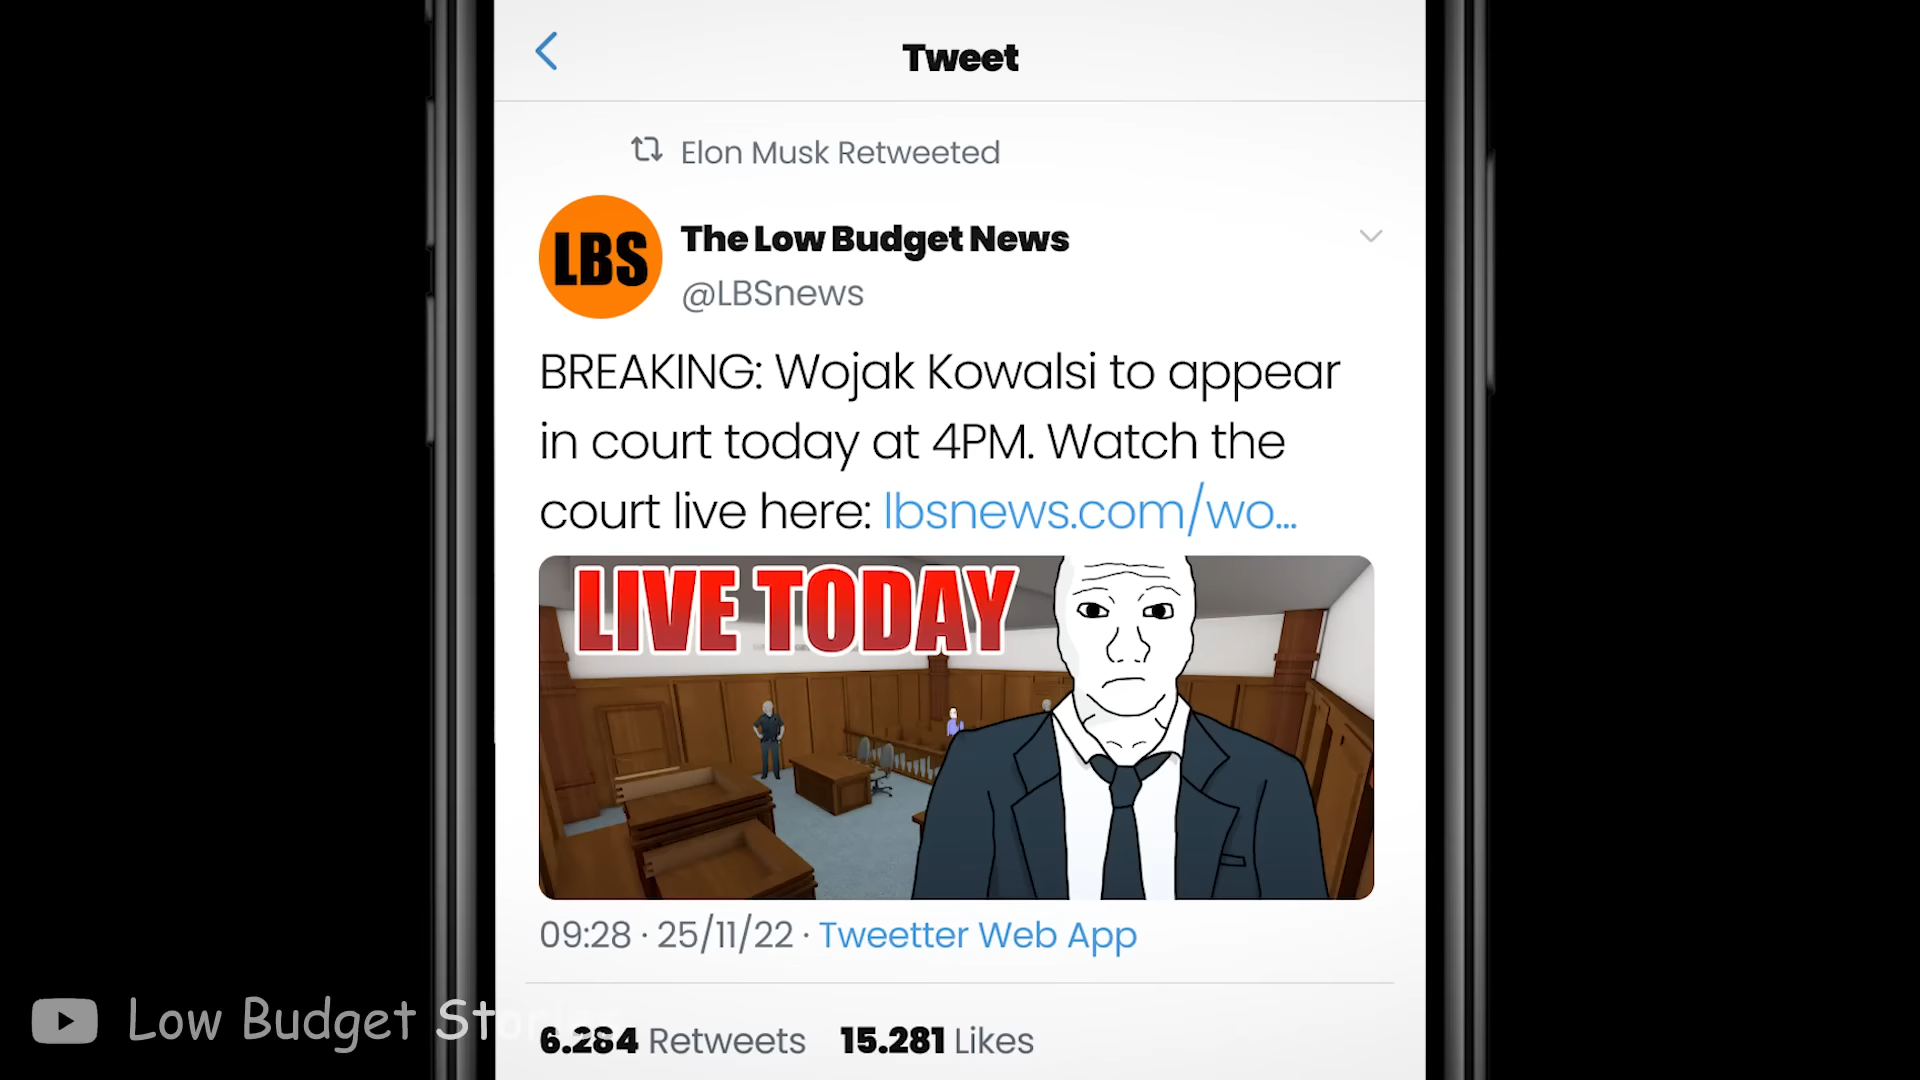 Tweet
Elon Musk Retweeted
LBS
The Low Budget News
@LBSnews
BREAKING: Wojak Kowalsi to appear
in court today at 4PM. Watch the
court live here: lbsnews.com/wo...
LIVE TODAY
09:28 · 25/11/22 · Tweetter Web App
6.284 Retweets 15.281 Likes
Low Budget Stories